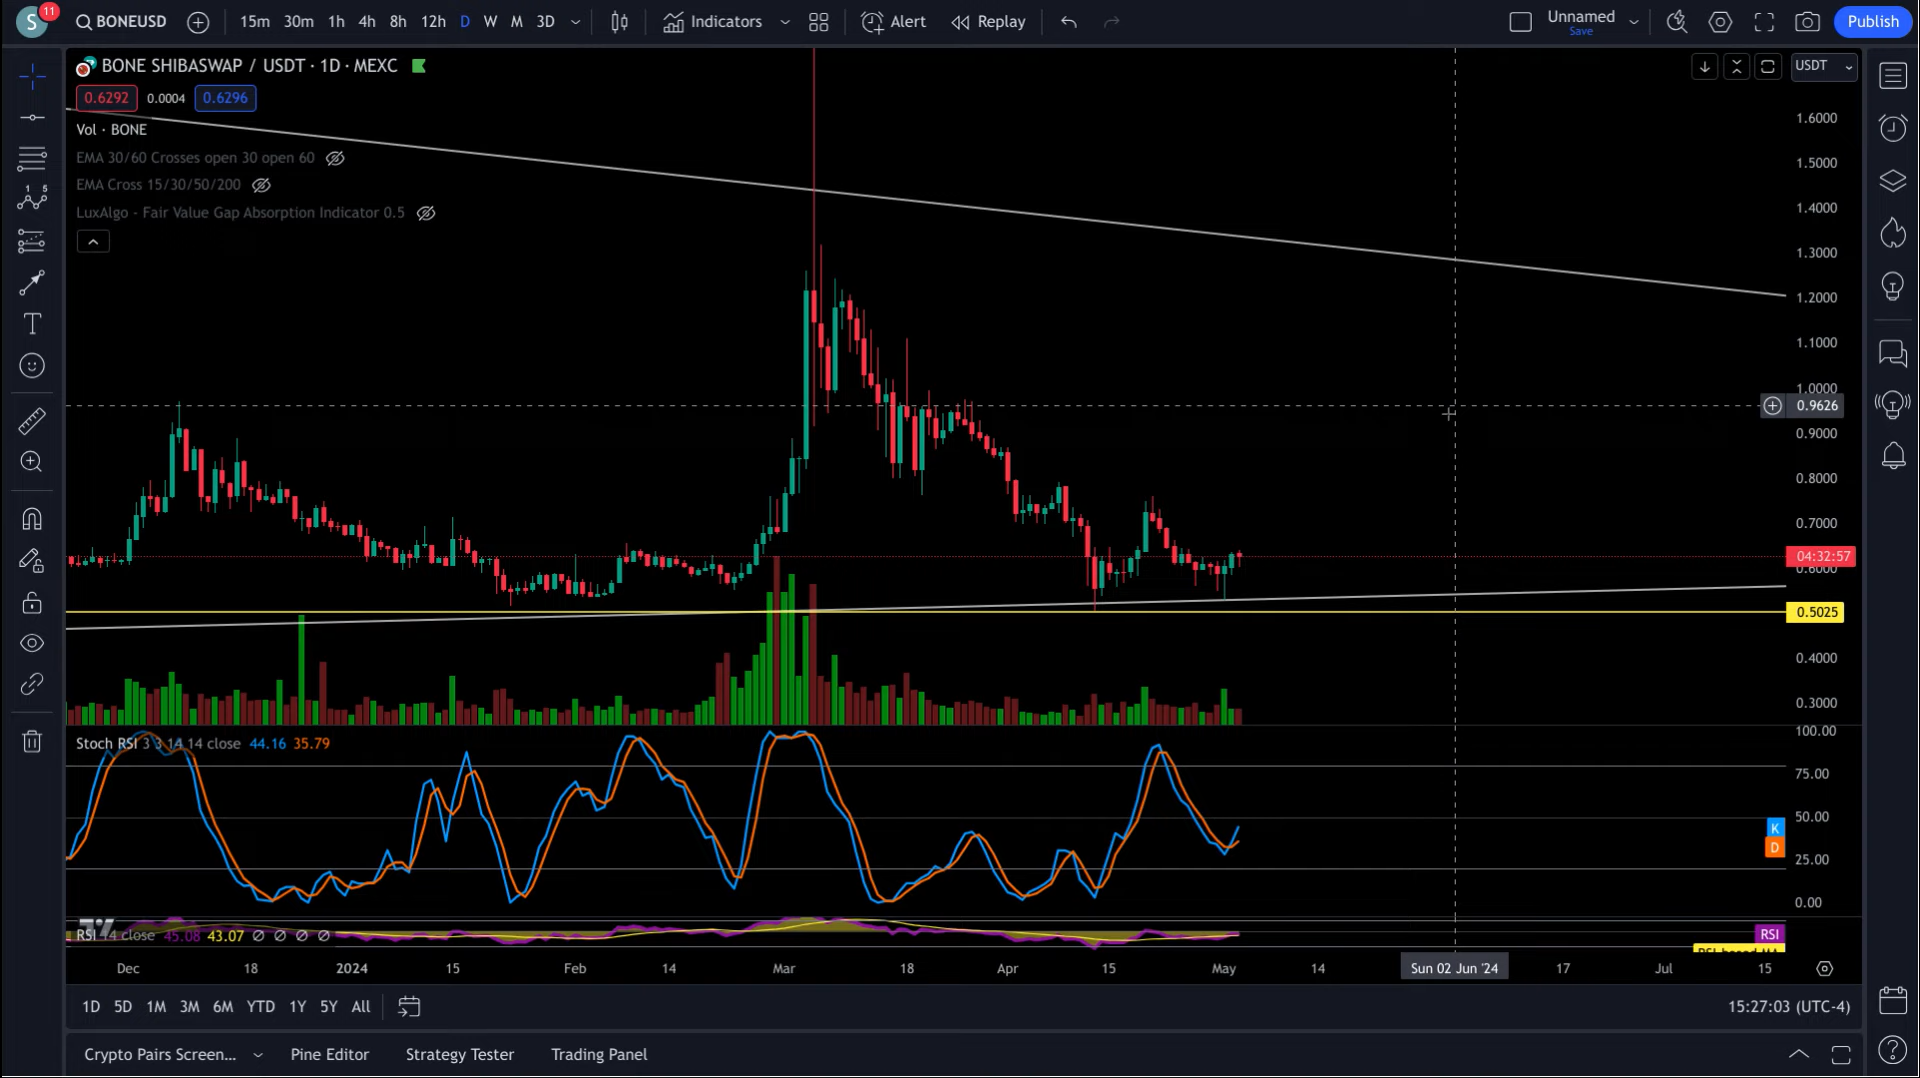 S 11 BONEUSD 15m 30m 1h 4h 8h 12h D W M 3D Indicators Alert Replay Unnamed Publish
Save
BONE SHIBASWAP / USDT · 1D · MEXC USDT
0.6292 0.0004 0.6296
Vol · BONE
EMA 30/60 Crosses open 30 open 60
EMA Cross 15/30/50/200
LuxAlgo - Fair Value Gap Absorption Indicator 0.5
1.6000
1.5000
1.4000
1.3000
1.2000
1.1000
1.0000
0.9626
0.9000
0.8000
0.7000
04:32:57
0.6000
0.5025
0.4000
0.3000
Stoch RSI 3 3 14 14 close 44.16 35.79
100.00
75.00
50.00
K
D
25.00
0.00
RSI 14 close 45.08 43.07 ∅ ∅ ∅ ∅
RSI
RSI-based MA
Dec 18 2024 15 Feb 14 Mar 18 Apr 15 May 14 Sun 02 Jun '24 17 Jul 15
1D 5D 1M 3M 6M YTD 1Y 5Y All 15:27:03 (UTC-4)
Crypto Pairs Screen... Pine Editor Strategy Tester Trading Panel